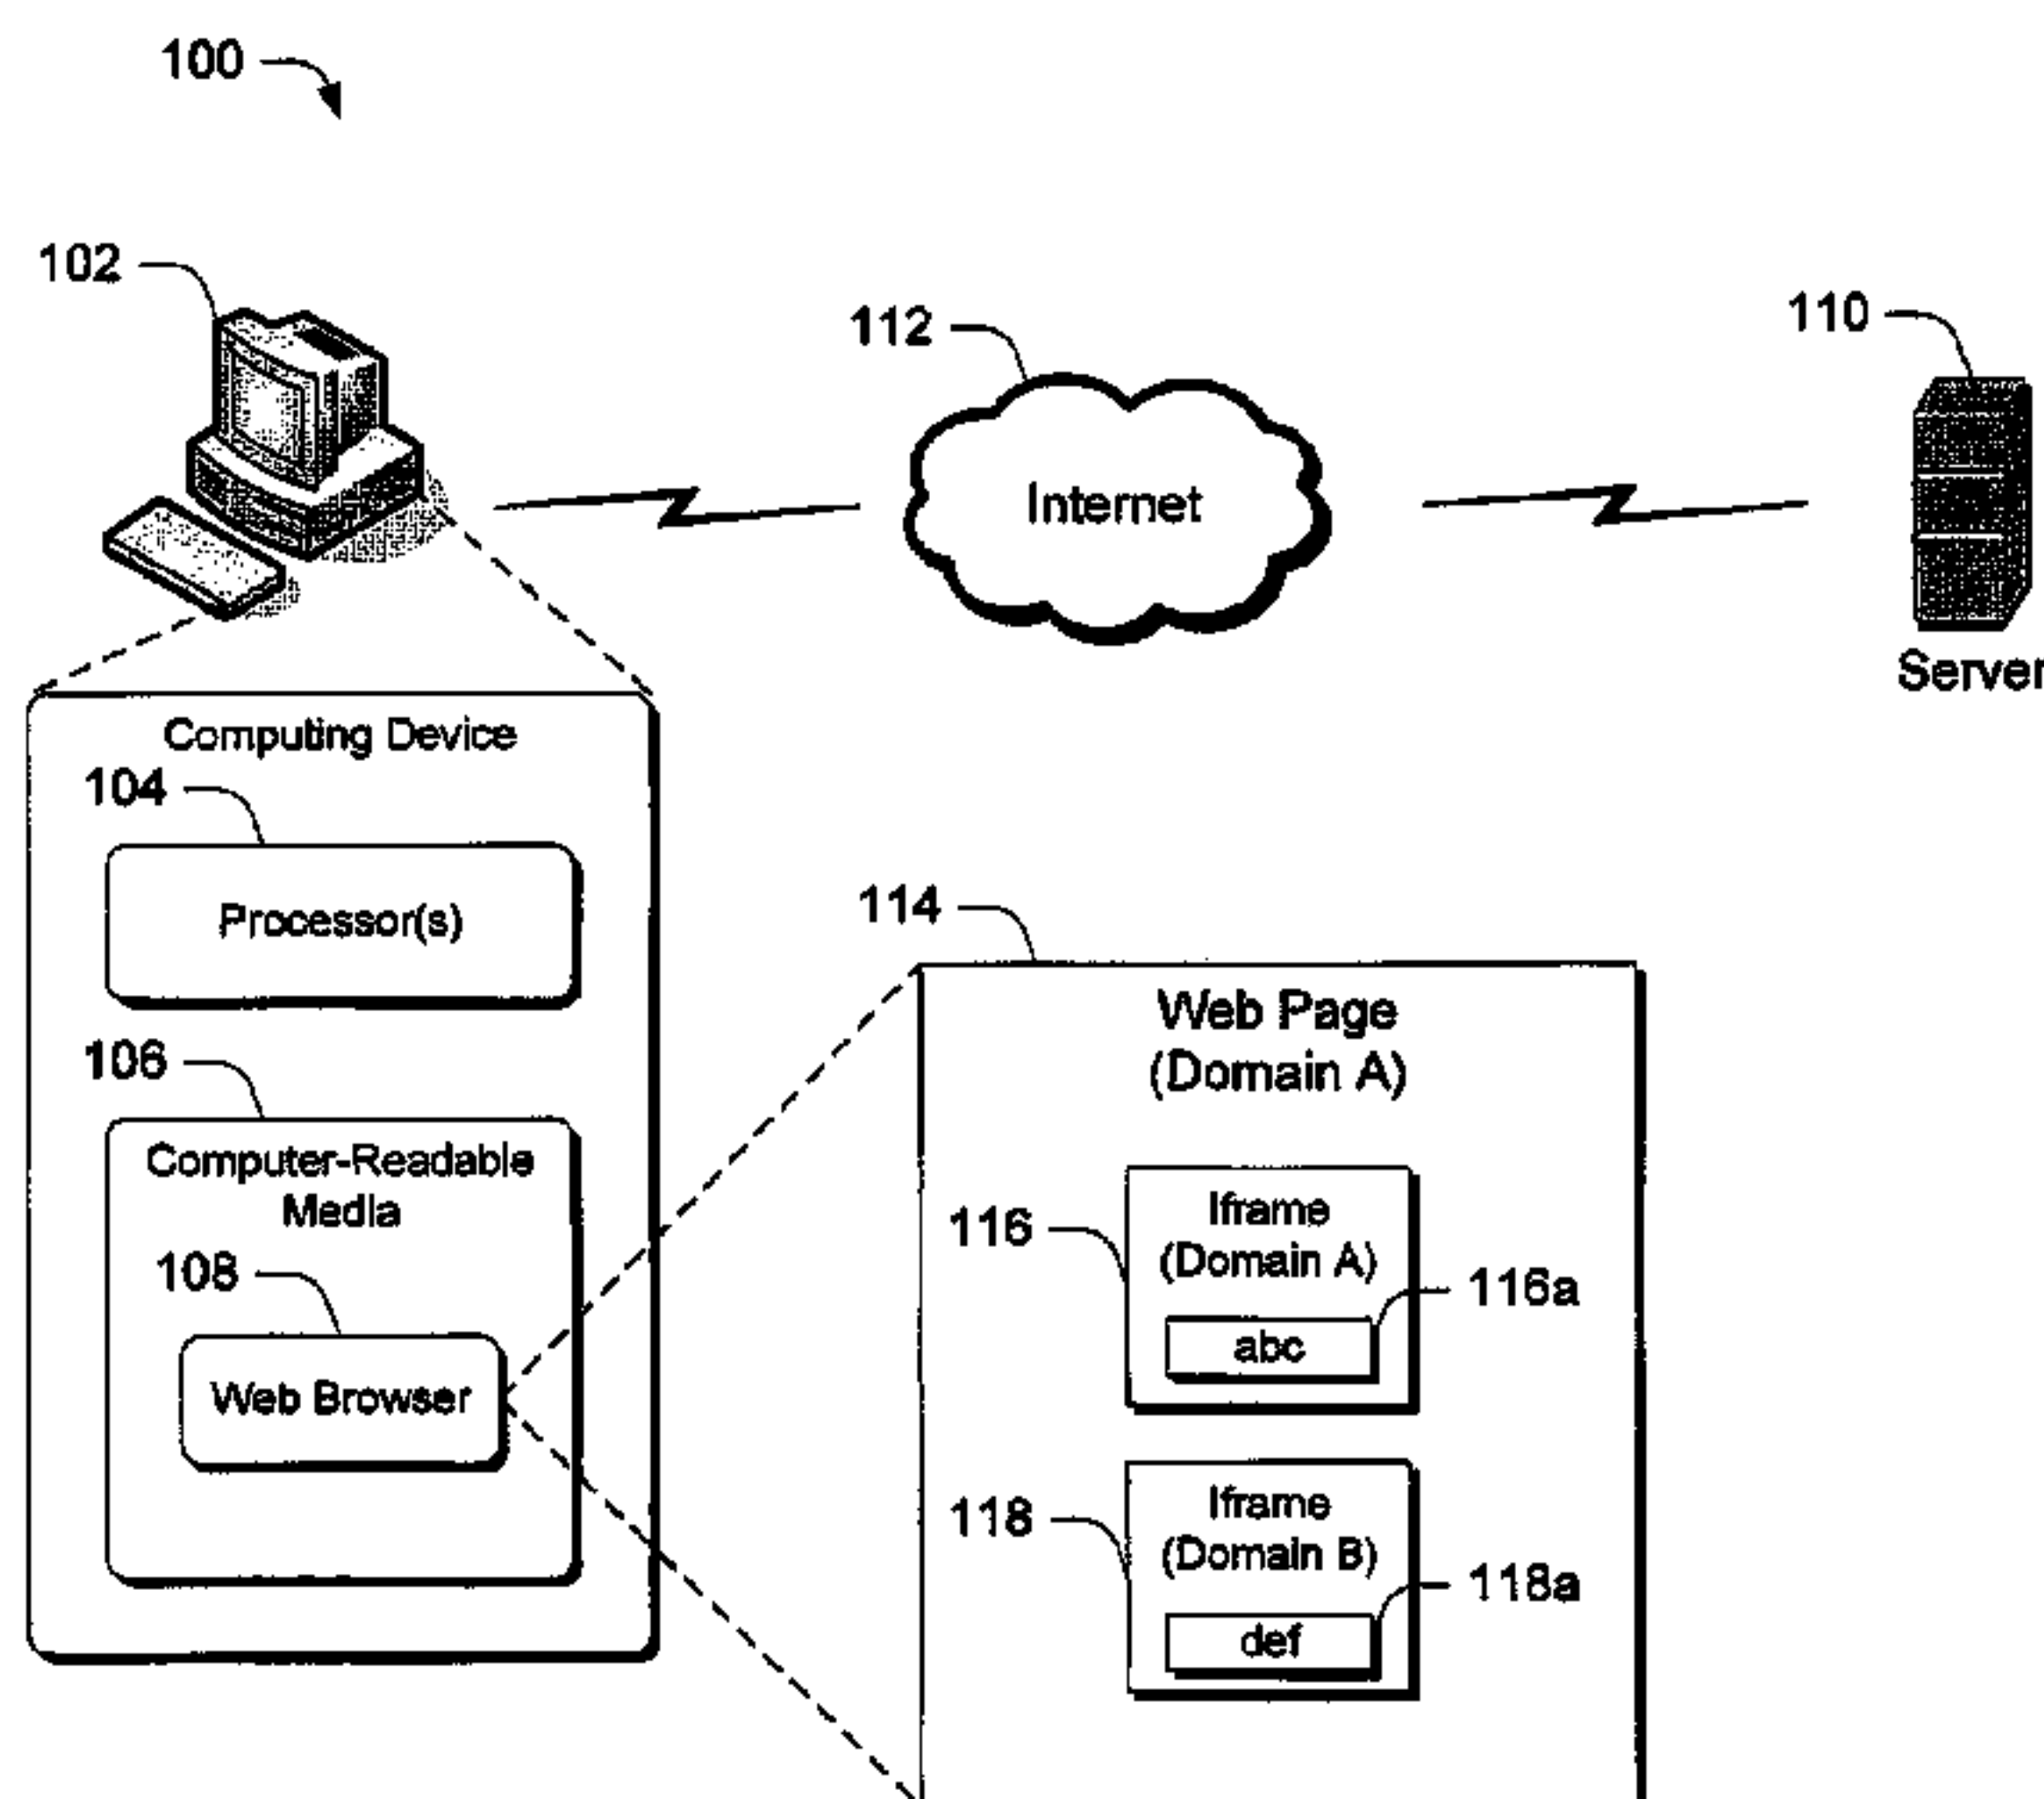 100
102
112
110
Internet
Server
Computing Device
104
Processor(s)
106
Computer-Readable
Media
108
Web Browser
114
Web Page
(Domain A)
116
Iframe
(Domain A)
116a
abc
118
Iframe
(Domain B)
118a
def